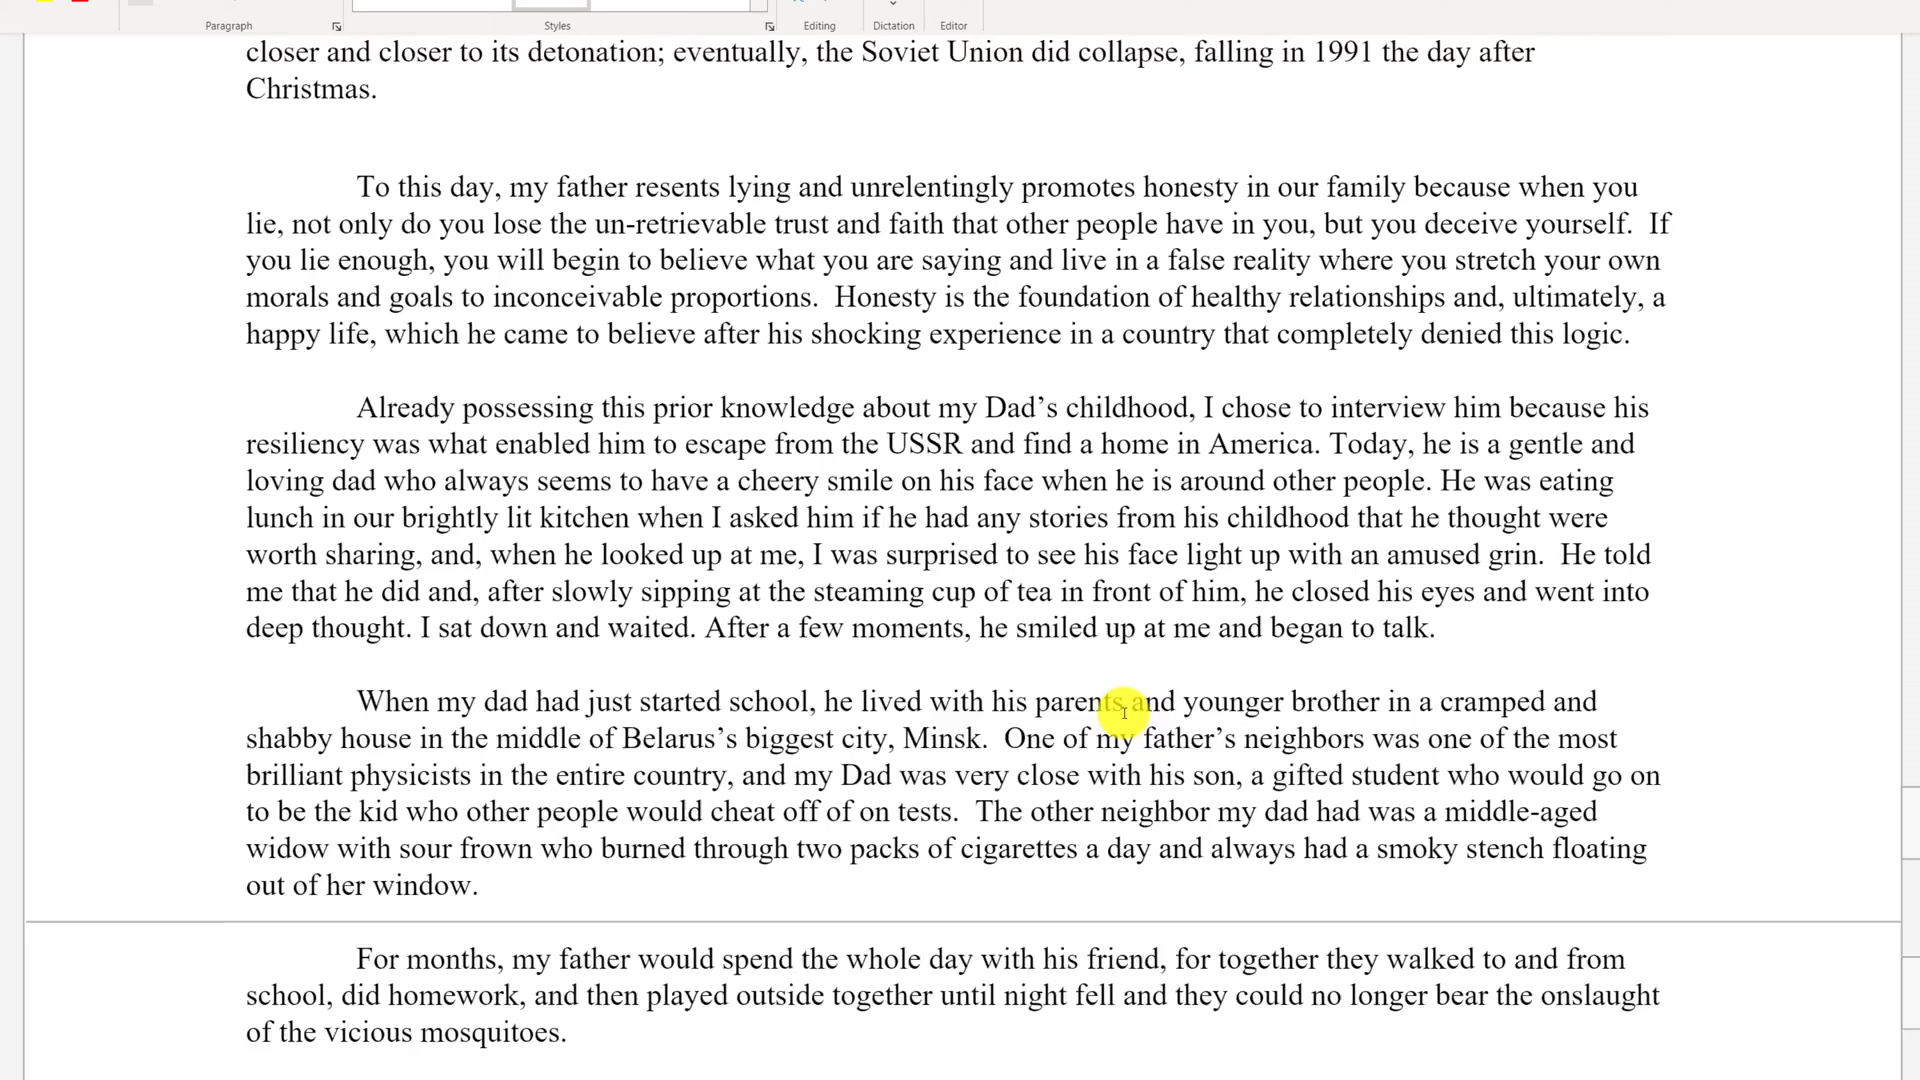 Paragraph
Styles
Editing
Dictation
Editor
closer and closer to its detonation; eventually, the Soviet Union did collapse, falling in 1991 the day after
Christmas.
To this day, my father resents lying and unrelentingly promotes honesty in our family because when you
lie, not only do you lose the un-retrievable trust and faith that other people have in you, but you deceive yourself.  If
you lie enough, you will begin to believe what you are saying and live in a false reality where you stretch your own
morals and goals to inconceivable proportions.  Honesty is the foundation of healthy relationships and, ultimately, a
happy life, which he came to believe after his shocking experience in a country that completely denied this logic.
Already possessing this prior knowledge about my Dad’s childhood, I chose to interview him because his
resiliency was what enabled him to escape from the USSR and find a home in America. Today, he is a gentle and
loving dad who always seems to have a cheery smile on his face when he is around other people. He was eating
lunch in our brightly lit kitchen when I asked him if he had any stories from his childhood that he thought were
worth sharing, and, when he looked up at me, I was surprised to see his face light up with an amused grin.  He told
me that he did and, after slowly sipping at the steaming cup of tea in front of him, he closed his eyes and went into
deep thought. I sat down and waited. After a few moments, he smiled up at me and began to talk.
When my dad had just started school, he lived with his parents and younger brother in a cramped and
shabby house in the middle of Belarus’s biggest city, Minsk.  One of my father’s neighbors was one of the most
brilliant physicists in the entire country, and my Dad was very close with his son, a gifted student who would go on
to be the kid who other people would cheat off of on tests.  The other neighbor my dad had was a middle-aged
widow with sour frown who burned through two packs of cigarettes a day and always had a smoky stench floating
out of her window.
For months, my father would spend the whole day with his friend, for together they walked to and from
school, did homework, and then played outside together until night fell and they could no longer bear the onslaught
of the vicious mosquitoes.